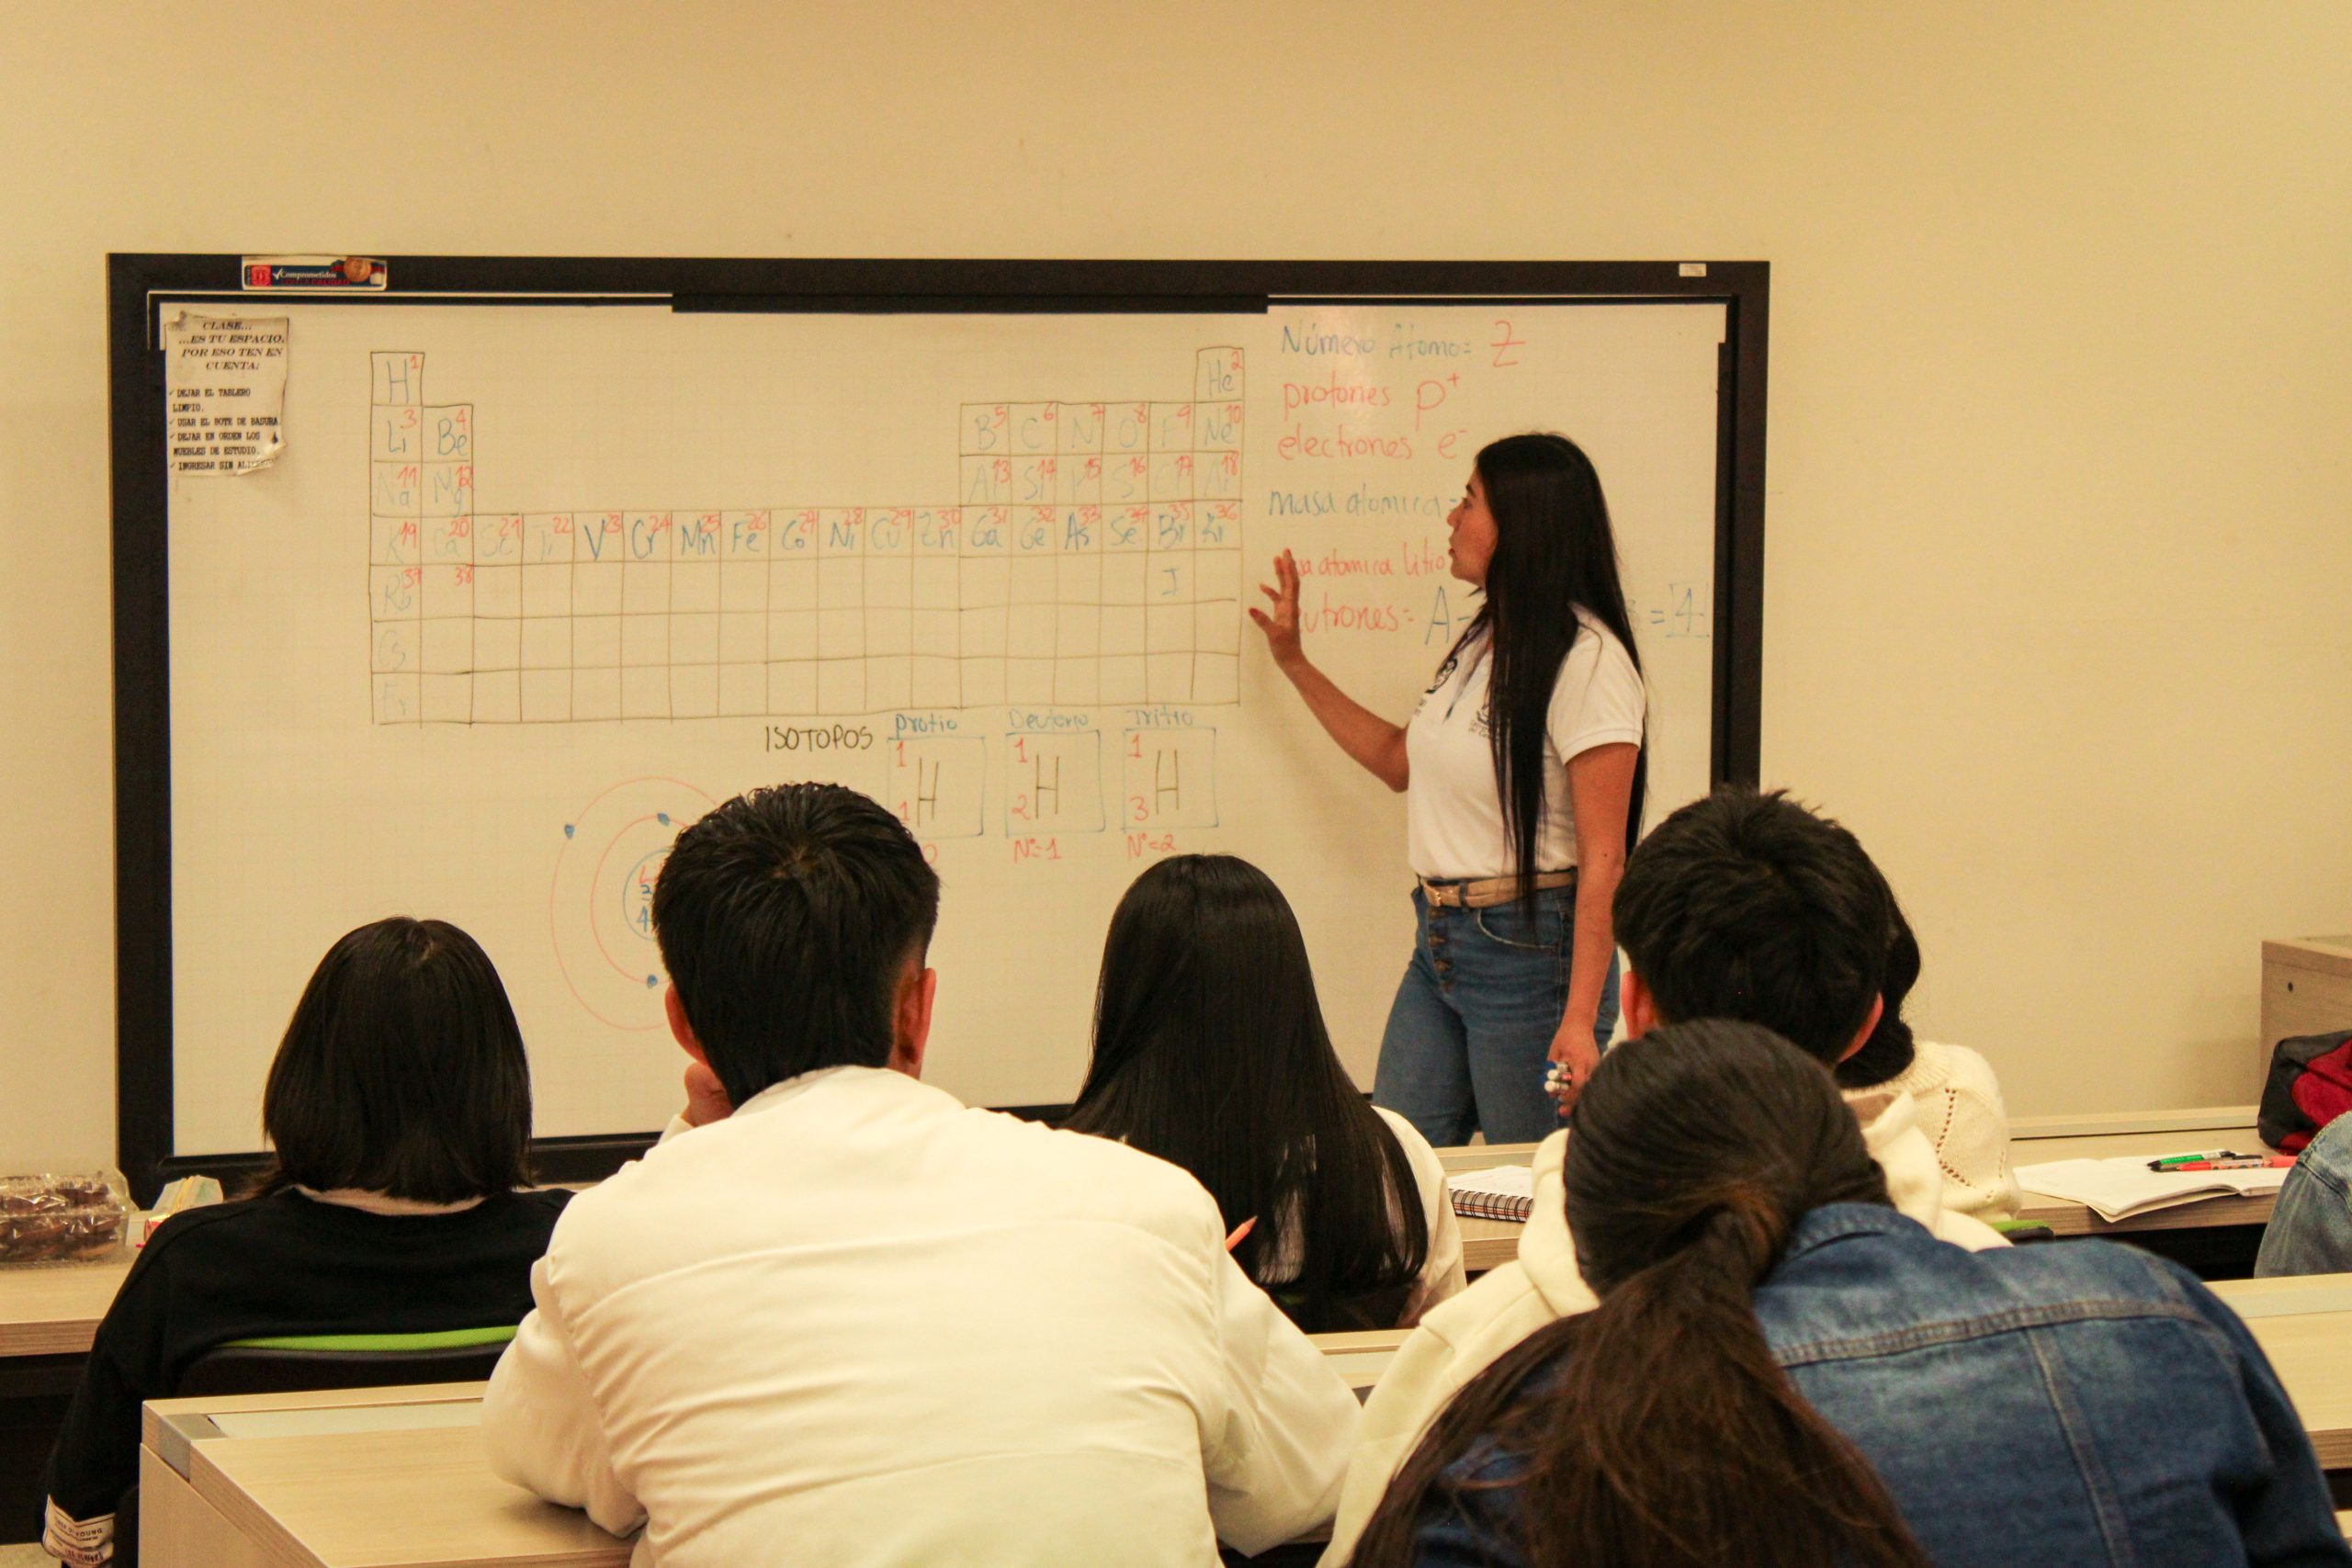 ✓Comprometidos
CLASE...
...ES TU ESPACIO.
POR ESO TEN EN
CUENTA:
✓ DEJAR EL TABLERO
LIMPIO.
✓ USAR EL BOTE DE BASURA.
✓ DEJAR EN ORDEN LOS
MUEBLES DE ESTUDIO.
✓ INGRESAR SIN
H 1 He 2
Li 3 Be 4 B 5 C 6 N 7 O 8 F 9 Ne 10
Na 11 Mg 12 Al 13 Si 14 P 15 S 16 Cl 17 Ar 18
K 19 Ca 20 Sc 21 Ti 22 V 23 Cr 24 Mn 25 Fe 26 Co 27 Ni 28 Cu 29 Zn 30 Ga 31 Ge 32 As 33 Se 34 Br 35 Kr 36
Rb 37 38 I
Cs
Fr
Número Átomo= Z
protones p+
electrones e-
masa atomica
atomica litio
A - = 4
ISOTOPOS
Protio Deuterio Tritio
1 1 1
H H H
1 2 3
N°=1 N°=2